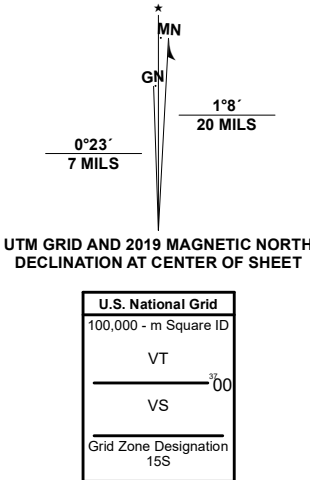 ★
MN
GN
1°8´
20 MILS
0°23´
7 MILS
UTM GRID AND 2019 MAGNETIC NORTH
DECLINATION AT CENTER OF SHEET
U.S. National Grid
100,000 - m Square ID
VT
3700
VS
Grid Zone Designation
15S